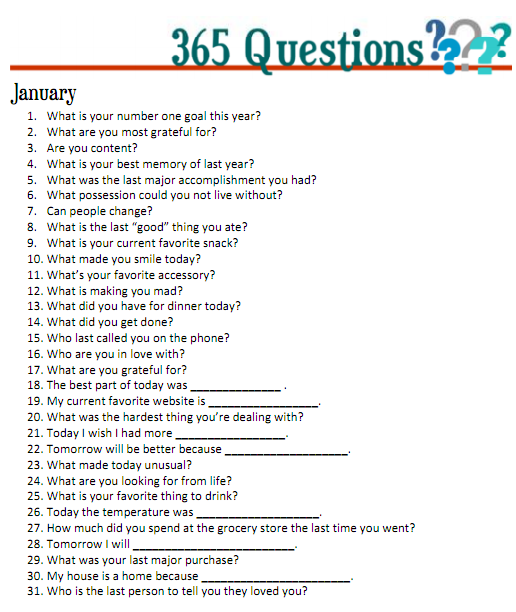 365 Questions???
January
1. What is your number one goal this year?
2. What are you most grateful for?
3. Are you content?
4. What is your best memory of last year?
5. What was the last major accomplishment you had?
6. What possession could you not live without?
7. Can people change?
8. What is the last “good” thing you ate?
9. What is your current favorite snack?
10. What made you smile today?
11. What’s your favorite accessory?
12. What is making you mad?
13. What did you have for dinner today?
14. What did you get done?
15. Who last called you on the phone?
16. Who are you in love with?
17. What are you grateful for?
18. The best part of today was ______________ .
19. My current favorite website is _________________.
20. What was the hardest thing you’re dealing with?
21. Today I wish I had more _________________.
22. Tomorrow will be better because ___________________.
23. What made today unusual?
24. What are you looking for from life?
25. What is your favorite thing to drink?
26. Today the temperature was ___________________.
27. How much did you spend at the grocery store the last time you went?
28. Tomorrow I will _________________________.
29. What was your last major purchase?
30. My house is a home because _______________________.
31. Who is the last person to tell you they loved you?